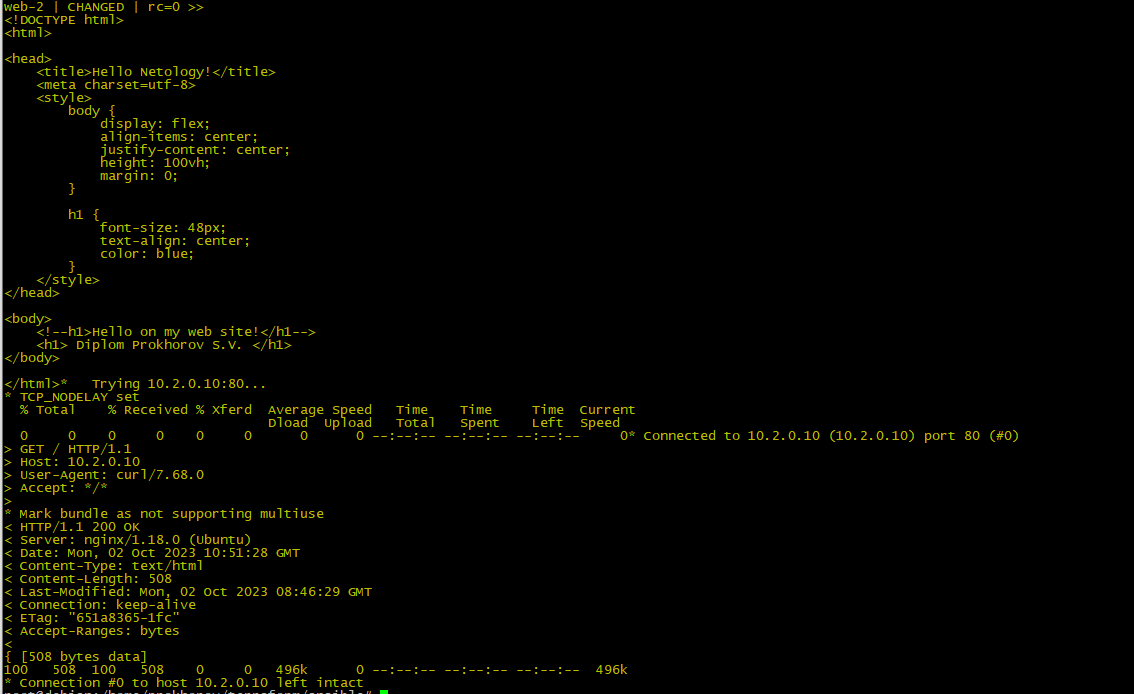 web-2 | CHANGED | rc=0 >>
<!DOCTYPE html>
<html>
<head>
    <title>Hello Netology!</title>
    <meta charset=utf-8>
    <style>
        body {
            display: flex;
            align-items: center;
            justify-content: center;
            height: 100vh;
            margin: 0;
        }
        h1 {
            font-size: 48px;
            text-align: center;
            color: blue;
        }
    </style>
</head>
<body>
    <!--h1>Hello on my web site!</h1-->
    <h1> Diplom Prokhorov S.V. </h1>
</body>
</html>*   Trying 10.2.0.10:80...
* TCP_NODELAY set
  % Total    % Received % Xferd  Average Speed   Time    Time     Time  Current
                                 Dload  Upload   Total   Spent    Left  Speed
  0     0    0     0    0     0      0      0 --:--:-- --:--:-- --:--:--     0* Connected to 10.2.0.10 (10.2.0.10) port 80 (#0)
> GET / HTTP/1.1
> Host: 10.2.0.10
> User-Agent: curl/7.68.0
> Accept: */*
>
* Mark bundle as not supporting multiuse
< HTTP/1.1 200 OK
< Server: nginx/1.18.0 (Ubuntu)
< Date: Mon, 02 Oct 2023 10:51:28 GMT
< Content-Type: text/html
< Content-Length: 508
< Last-Modified: Mon, 02 Oct 2023 08:46:29 GMT
< Connection: keep-alive
< ETag: "651a8365-1fc"
< Accept-Ranges: bytes
<
{ [508 bytes data]
100   508  100   508    0     0   496k      0 --:--:-- --:--:-- --:--:--  496k
* Connection #0 to host 10.2.0.10 left intact